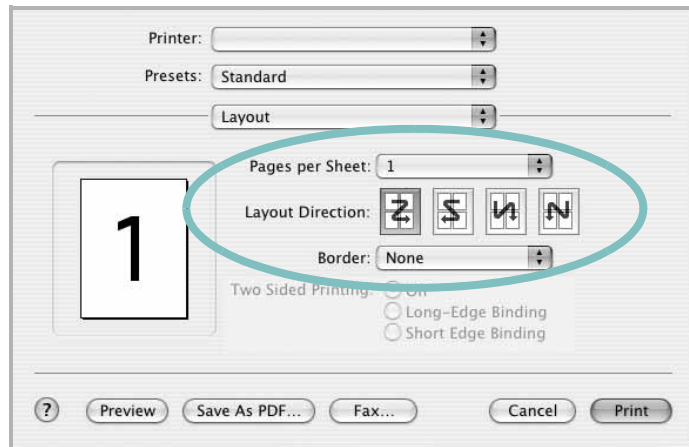 Printer:
Presets: Standard
Layout
Pages per Sheet: 1
1
Layout Direction:
Border: None
Two Sided Printing: Off
Long-Edge Binding
Short Edge Binding
? Preview Save As PDF... Fax... Cancel Print